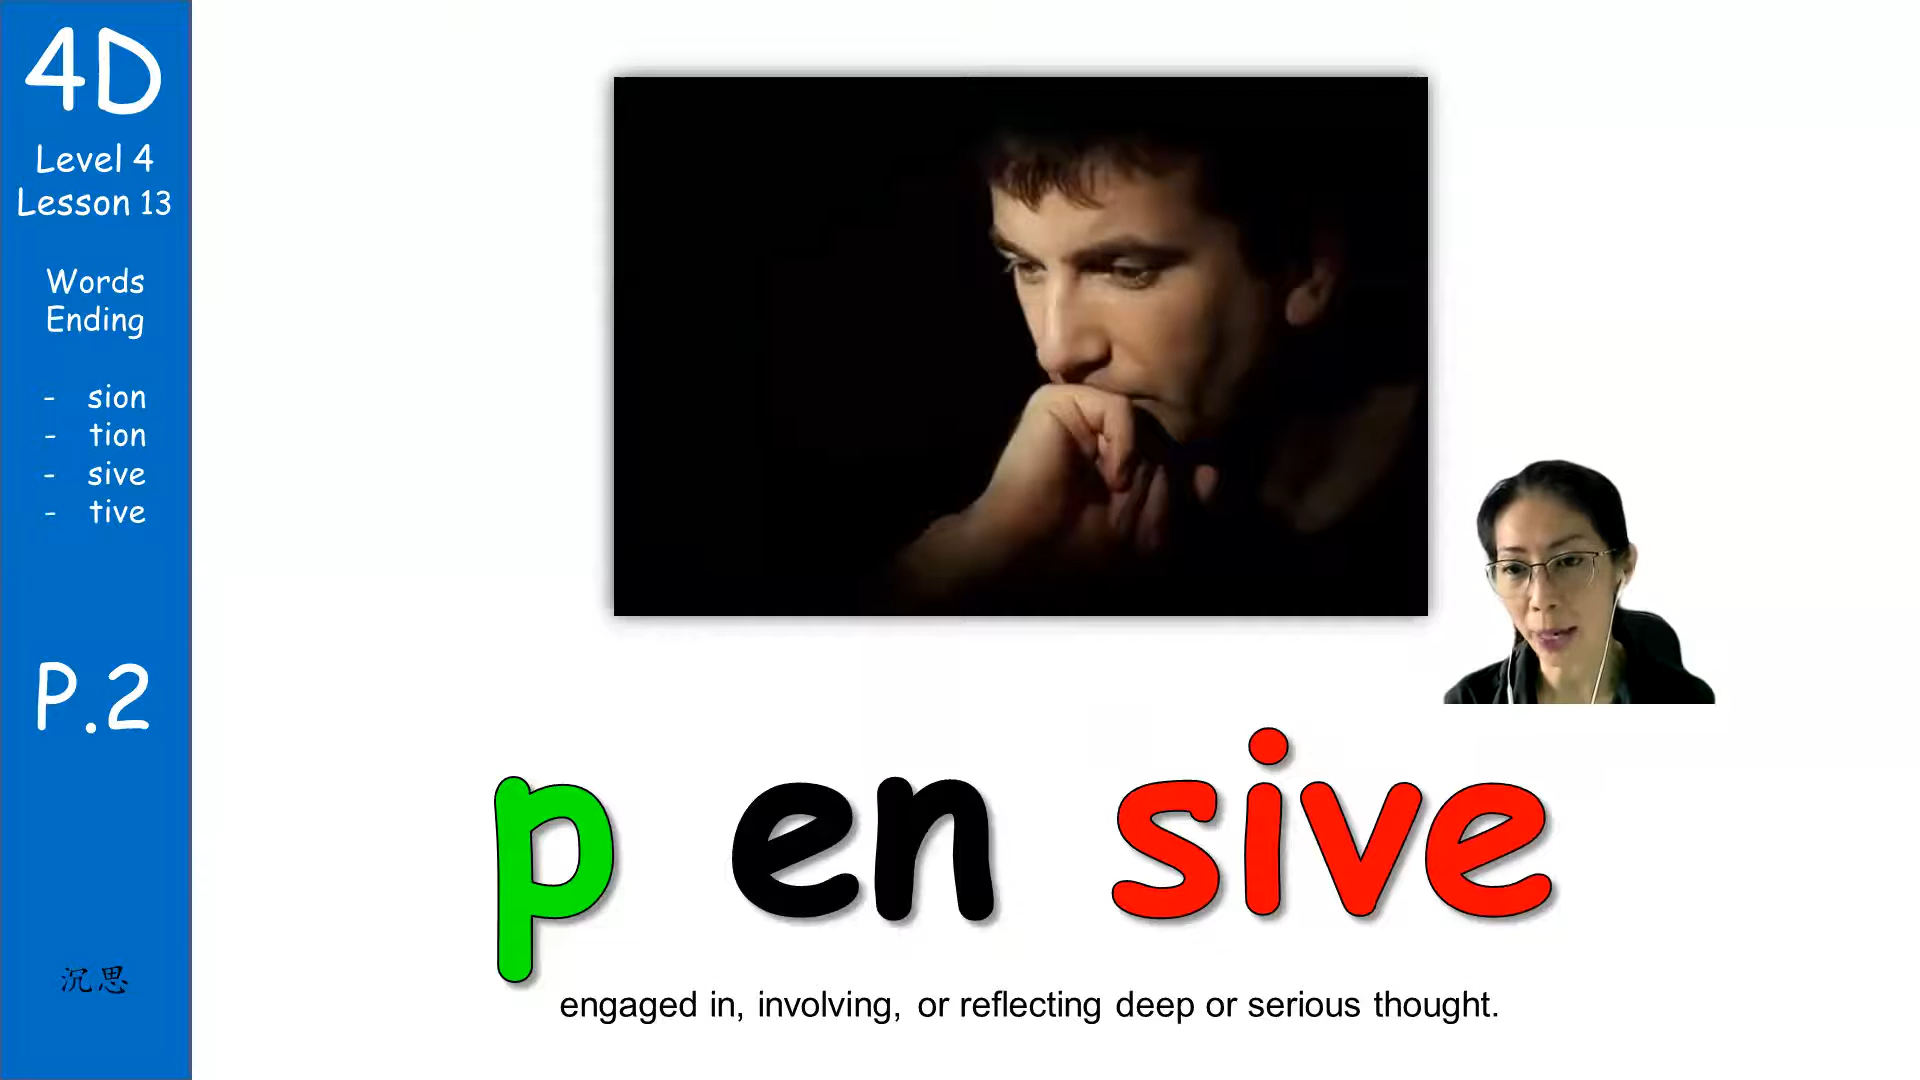 4D
Level 4
Lesson 13
Words
Ending
- sion
- tion
- sive
- tive
P.2
沉思
p en sive
engaged in, involving, or reflecting deep or serious thought.